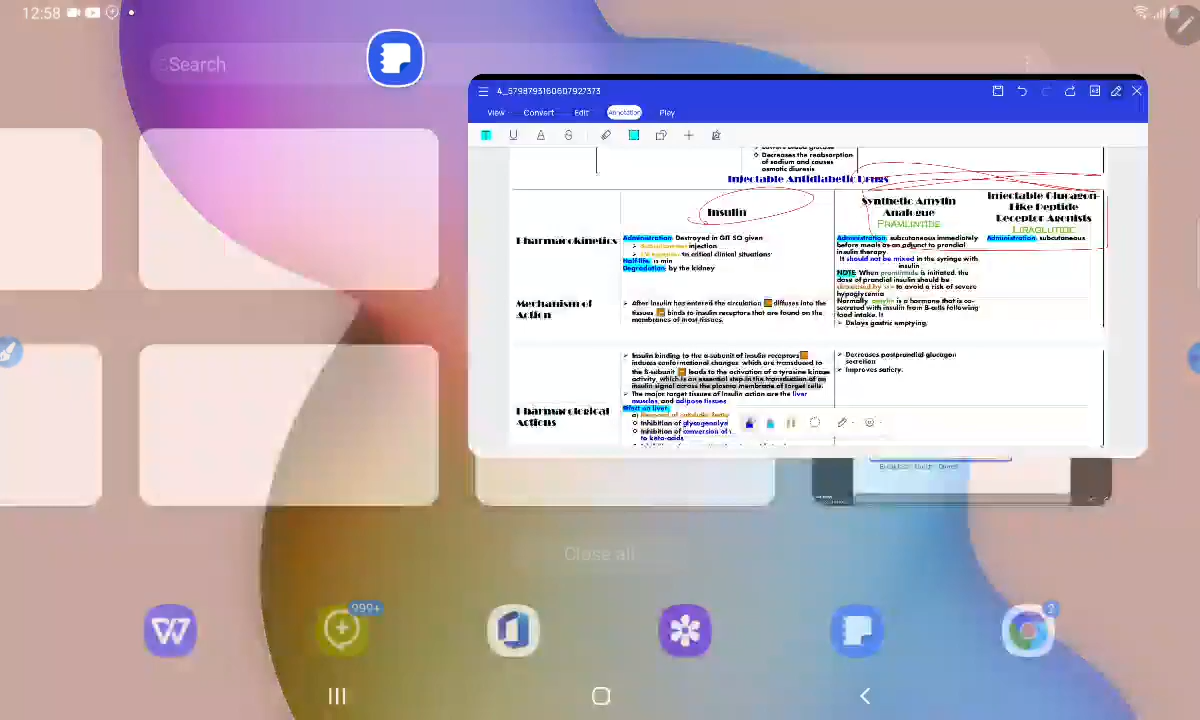 12:58
Search
4_5798793160607927373
View
Convert
Edit
Annotation
Play
Decreases the reabsorption
of sodium and causes
osmotic diuresis
Injectable Antidiabetic Drugs
Insulin
Synthetic Amylin
Analogue
PRAMLINTIDE
Injectable Glucagon-
Like Peptide
Receptor Agonists
LIRAGLUTIDE
Pharmacokinetics
Administration: Destroyed in GIT SO given
injection
to critical clinical situations
Half-life: is min
Degradation: by the kidney
Administration: subcutaneous immediately
before meals as an adjunct to prandial
insulin therapy.
It should not be mixed in the syringe with
insulin
NOTE: When pramlintide is initiated, the
dose of prandial insulin should be
decreased by to avoid a risk of severe
hypoglycemia
Normally amylin is a hormone that is co-
secreted with insulin from B-cells following
food intake. It
Delays gastric emptying,
Administration: subcutaneous
Mechanism of
Action
After insulin has entered the circulation diffuses into the
tissues binds to insulin receptors that are found on the
membranes of most tissues.
Insulin binding to the α-subunit of insulin receptors
induces conformational changes, which are transduced to
the B-subunit leads to the activation of a tyrosine kinase
activity, which is an essential step in the transduction of an
insulin signal across the plasma membrane of target cells.
The major target tissues of insulin action are the liver
muscles, and adipose tissues
Decreases postprandial glucagon
secretion
Improves satiety.
Pharmacological
Actions
Effect on liver:
Inhibition of glycogenolys
Inhibition of conversion of
to keto-acids
Close all
999+
2